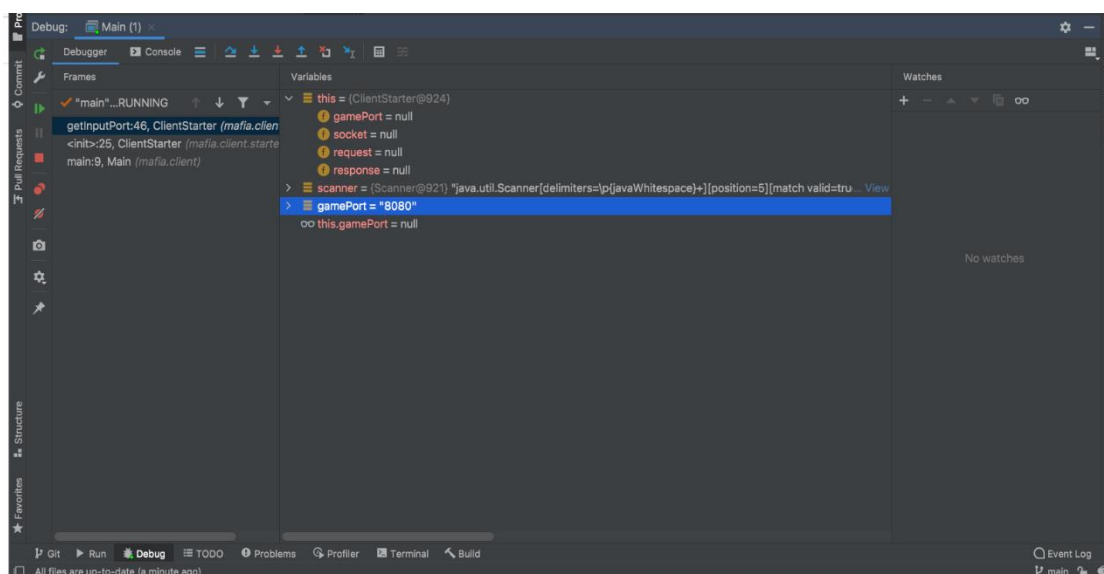 Debug: Main (1)
Debugger Console
Frames Variables Watches
"main"...RUNNING
getInputPort:46, ClientStarter (mafia.clien
<init>:25, ClientStarter (mafia.client.starte
main:9, Main (mafia.client)
this = {ClientStarter@924}
gamePort = null
socket = null
request = null
response = null
scanner = {Scanner@921} "java.util.Scanner[delimiters=\p{javaWhitespace}+][position=5][match valid=tru... View
gamePort = "8080"
this.gamePort = null
No watches
Pro
Commit
Pull Requests
Structure
Favorites
Git Run Debug TODO Problems Profiler Terminal Build Event Log
All files are up-to-date (a minute ago) main